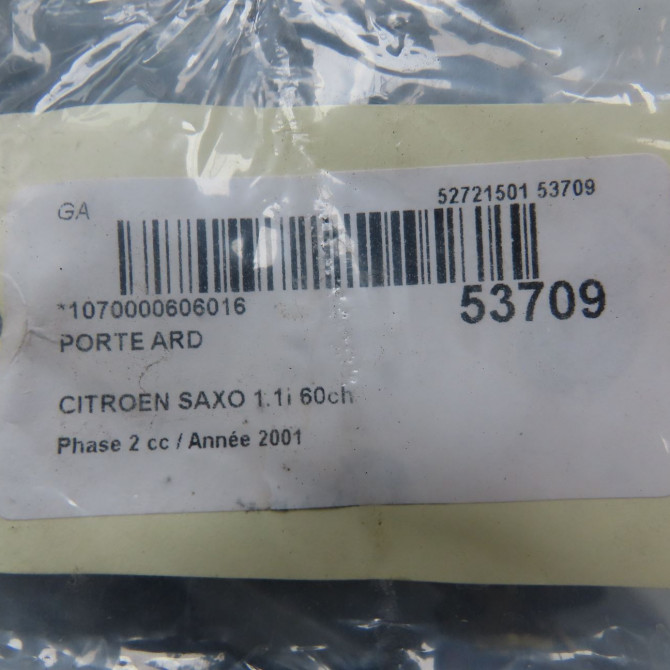 GA
52721501 53709
*1070000606016
53709
PORTE ARD
CITROEN SAXO 1.1i 60ch
Phase 2 cc / Année 2001